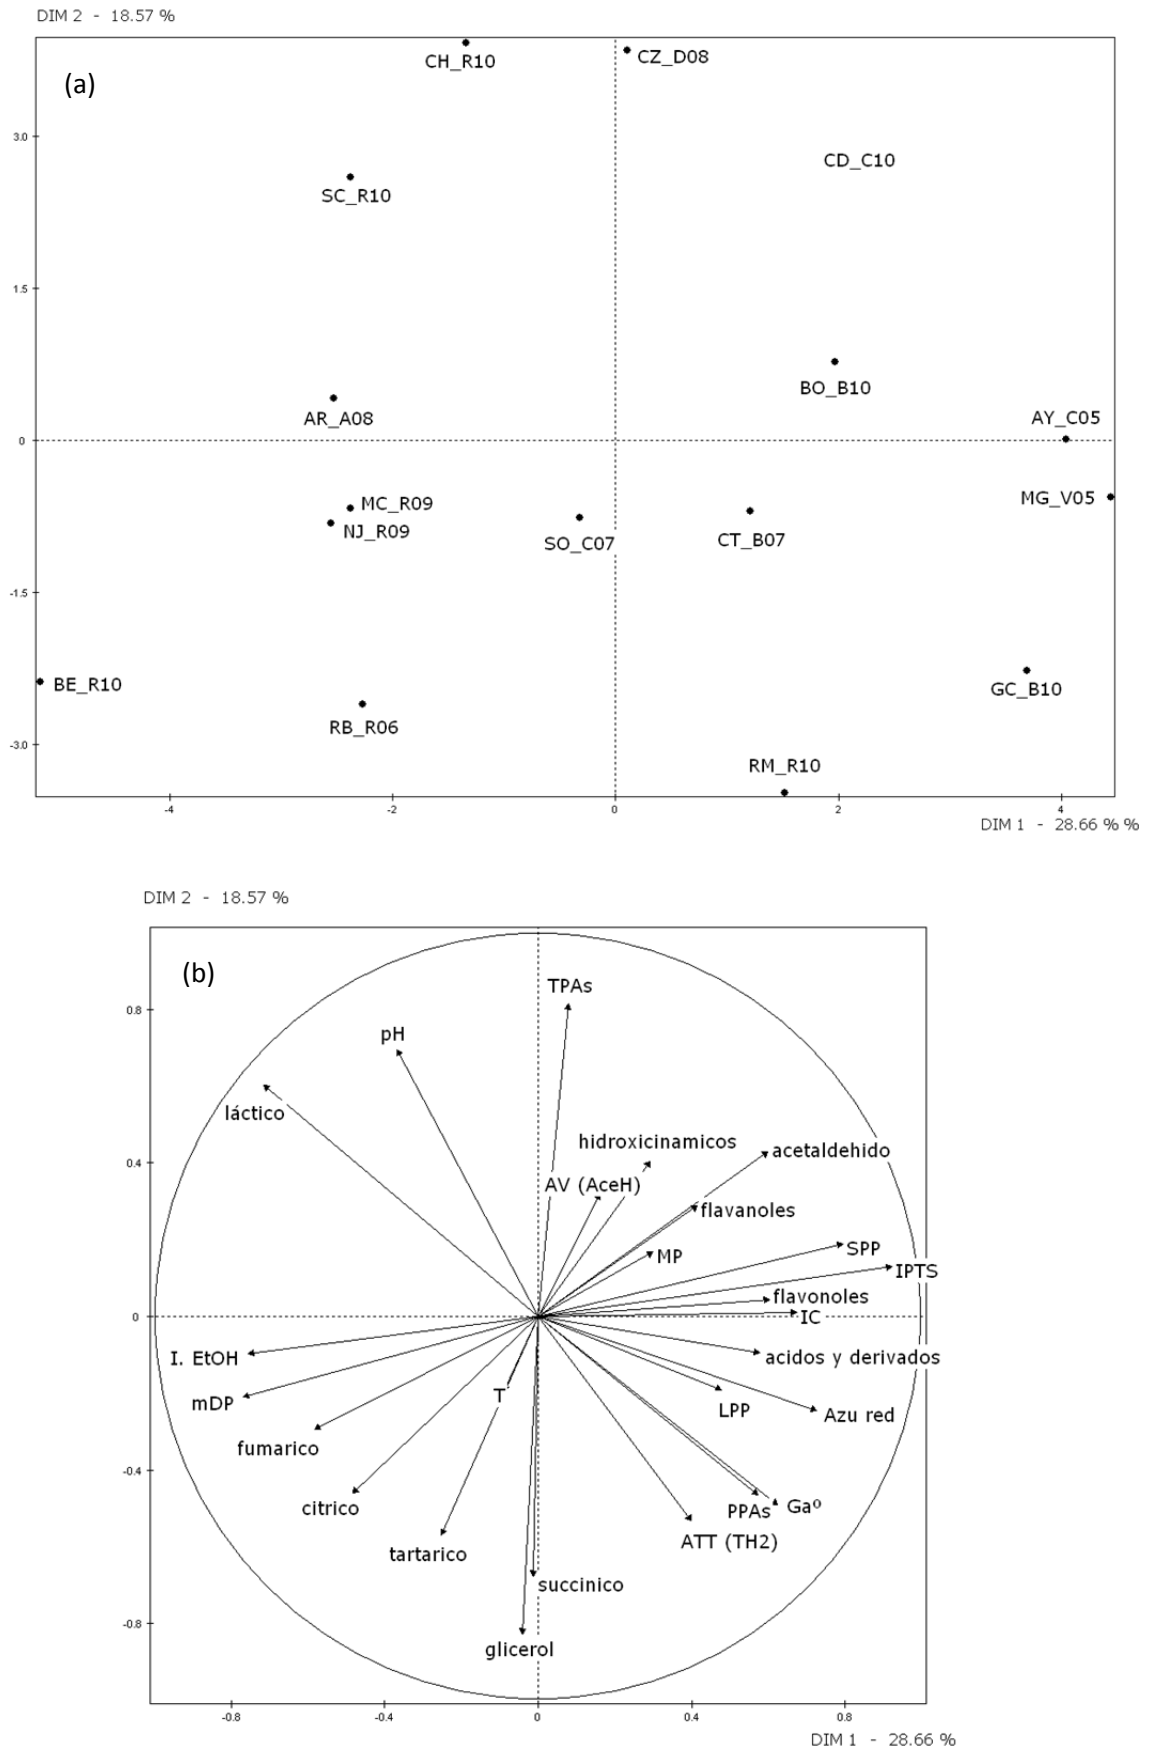 DIM 2 - 18.57 %
CH_R10
CZ_D08
(a)
3.0
CD_C10
SC_R10
1.5
BO_B10
AR_A08
AY_C05
0
MC_R09
MG_V05
NJ_R09
SO_C07
CT_B07
-1.5
BE_R10
GC_B10
RB_R06
-3.0
RM_R10
-4
-2
0
2
4
DIM 1 - 28.66 % %
DIM 2 - 18.57 %
(b)
TPAs
0.8
pH
láctico
hidroxicinamicos
acetaldehido
0.4
AV (AceH)
flavanoles
SPP
MP
IPTS
flavonoles
0
IC
I. EtOH
acidos y derivados
mDP
T
LPP
Azu red
fumarico
-0.4
citrico
PPAs
Gaº
ATT (TH2)
tartarico
succinico
-0.8
glicerol
-0.8
-0.4
0
0.4
0.8
DIM 1 - 28.66 %